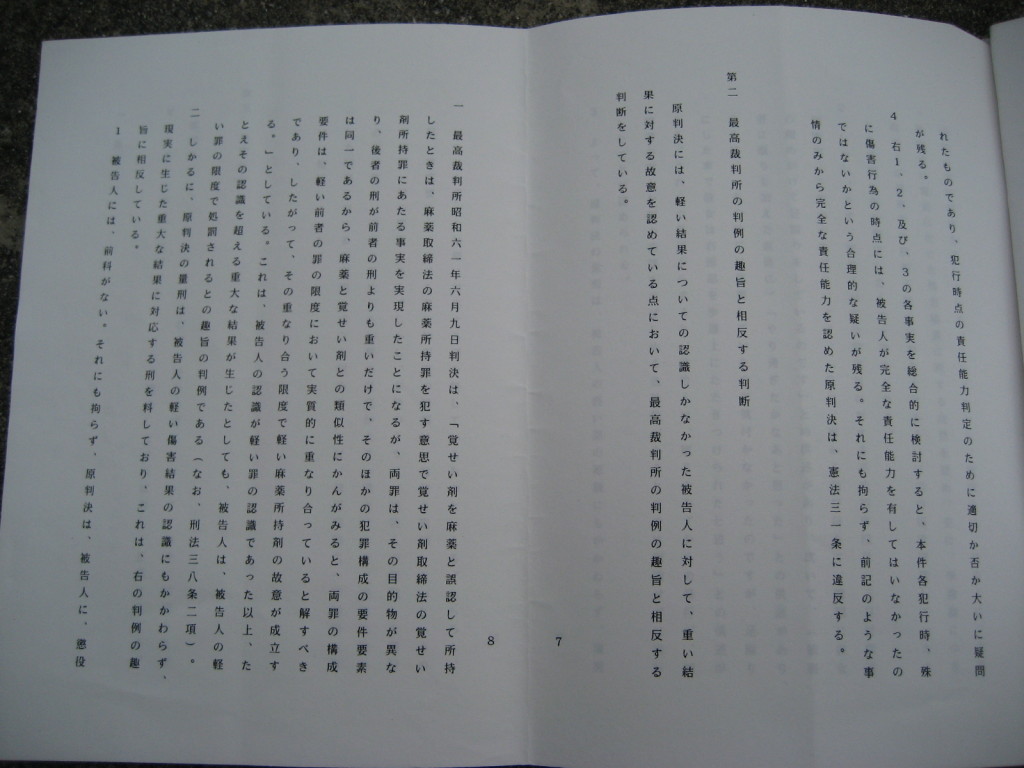 れたものであり、犯行時点の責任能力判定のために適切か否か大いに疑問
が残る。
４　右１、２、及び、３の各事実を総合的に検討すると、本件各犯行時、殊
に傷害行為の時点には、被告人が完全な責任能力を有してはいなかったの
ではないかという合理的な疑いが残る。それにも拘らず、前記のような事
情のみから完全な責任能力を認めた原判決は、憲法三一条に違反する。
第二　最高裁判所の判例の趣旨と相反する判断
原判決には、軽い結果についての認識しかなかった被告人に対して、重い結
果に対する故意を認めている点において、最高裁判所の判例の趣旨と相反する
判断をしている。
7
8
一　最高裁判所昭和六一年六月九日判決は、「覚せい剤を麻薬と誤認して所持
したときは、麻薬取締法の麻薬所持罪を犯す意思で覚せい剤取締法の覚せい
剤所持罪にあたる事実を実現したことになるが、両罪は、その目的物が異な
り、後者の刑が前者の刑よりも重いだけで、そのほかの犯罪構成の要件要素
は同一であるから、麻薬と覚せい剤との類似性にかんがみると、両罪の構成
要件は、軽い前者の罪の限度において実質的に重なり合っていると解すべき
であり、したがって、その重なり合う限度で軽い麻薬所持剤の故意が成立す
る。」としている。これは、被告人の認識が軽い罪の認識であった以上、た
とえその認識を超える重大な結果が生じたとしても、被告人は、被告人の軽
い罪の限度で処罰されるとの趣旨の判例である（なお、刑法三八条二項）。
二　しかるに、原判決の量刑は、被告人の軽い傷害結果の認識にもかかわらず、
現実に生じた重大な結果に対応する刑を科しており、これは、右の判例の趣
旨に相反している。
１　被告人には、前科がない。それにも拘らず、原判決は、被告人に、懲役